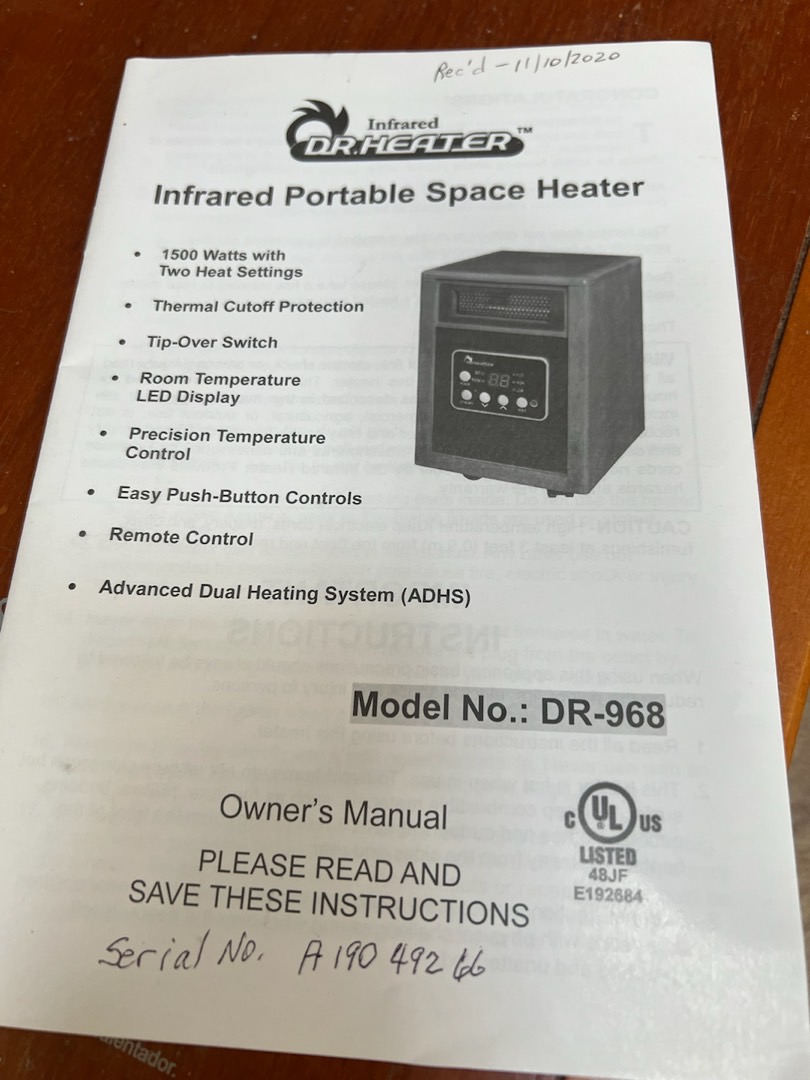 Rec'd - 11/10/2020
Infrared
DR. HEATER™
Infrared Portable Space Heater
• 1500 Watts with
Two Heat Settings
• Thermal Cutoff Protection
• Tip-Over Switch
• Room Temperature
LED Display
• Precision Temperature
Control
• Easy Push-Button Controls
• Remote Control
• Advanced Dual Heating System (ADHS)
Model No.: DR-968
Owner's Manual
PLEASE READ AND
SAVE THESE INSTRUCTIONS
C UL US
LISTED
48JF
E192684
Serial No. A 190 492 66